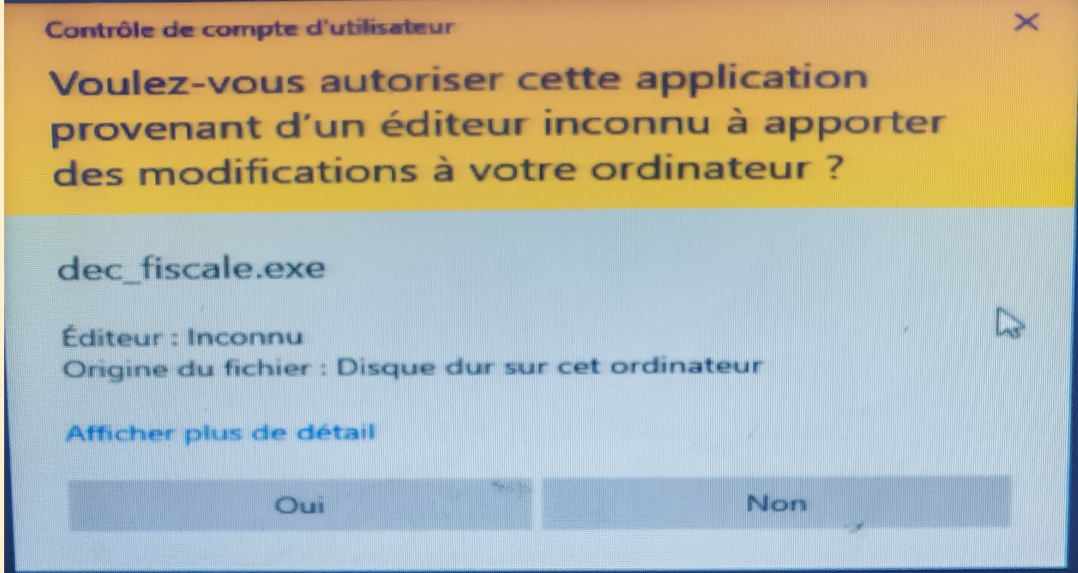 Contrôle de compte d'utilisateur
Voulez-vous autoriser cette application
provenant d'un éditeur inconnu à apporter
des modifications à votre ordinateur ?
dec_fiscale.exe
Éditeur : Inconnu
Origine du fichier : Disque dur sur cet ordinateur
Afficher plus de détail
Oui Non